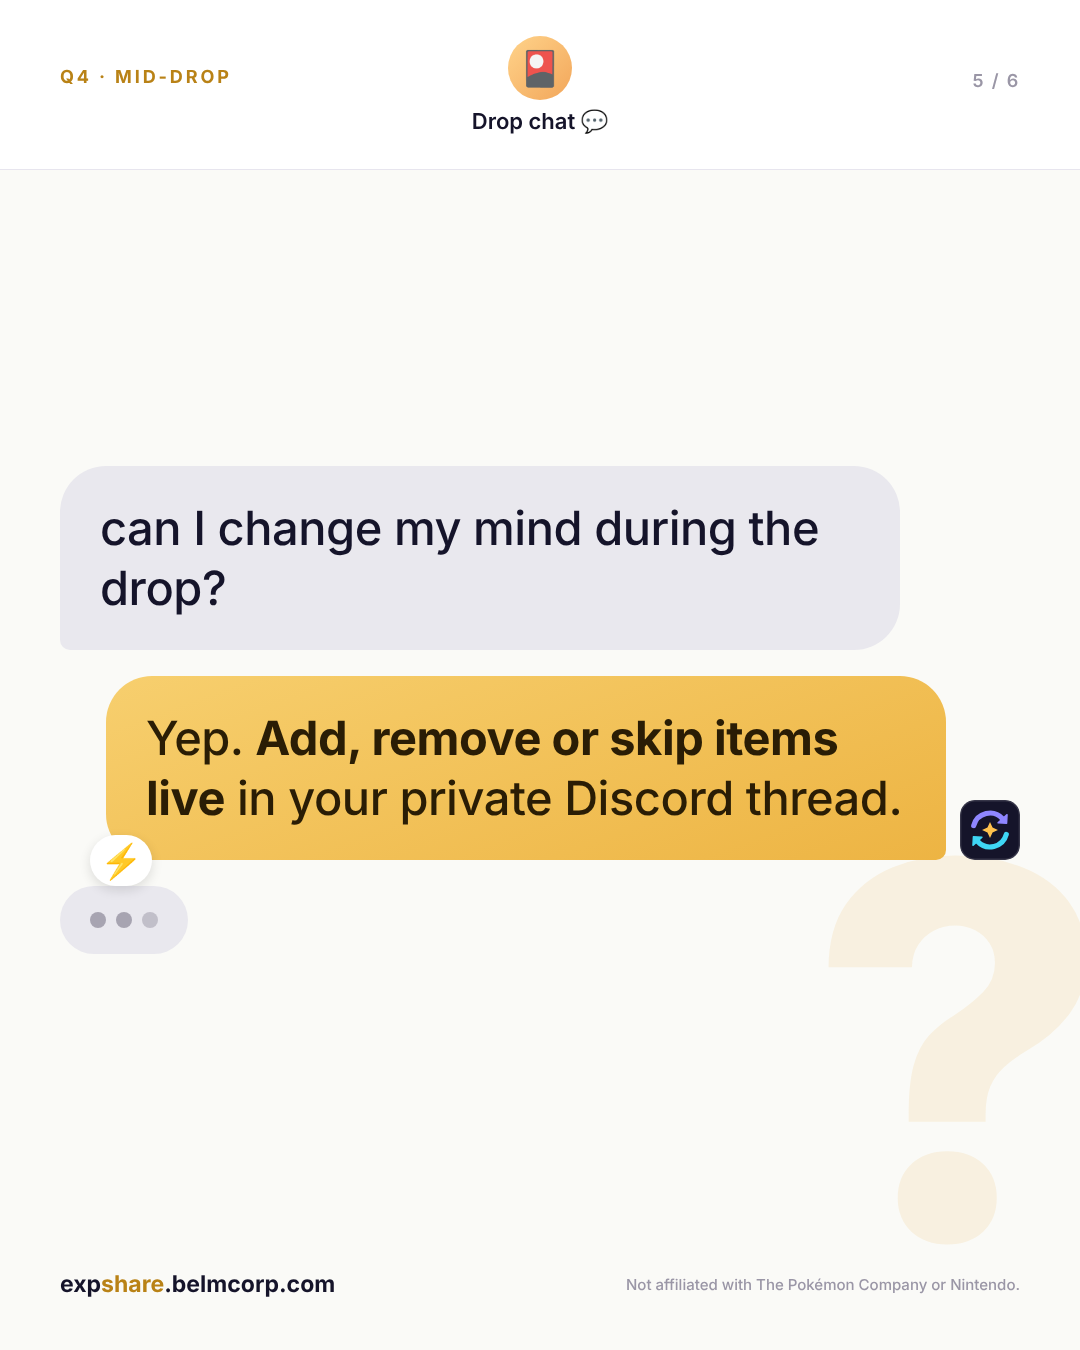 Q4 · MID-DROP
Drop chat 💬
5 / 6
can I change my mind during the
drop?
Yep. Add, remove or skip items
live in your private Discord thread.
expshare.belmcorp.com
Not affiliated with The Pokémon Company or Nintendo.